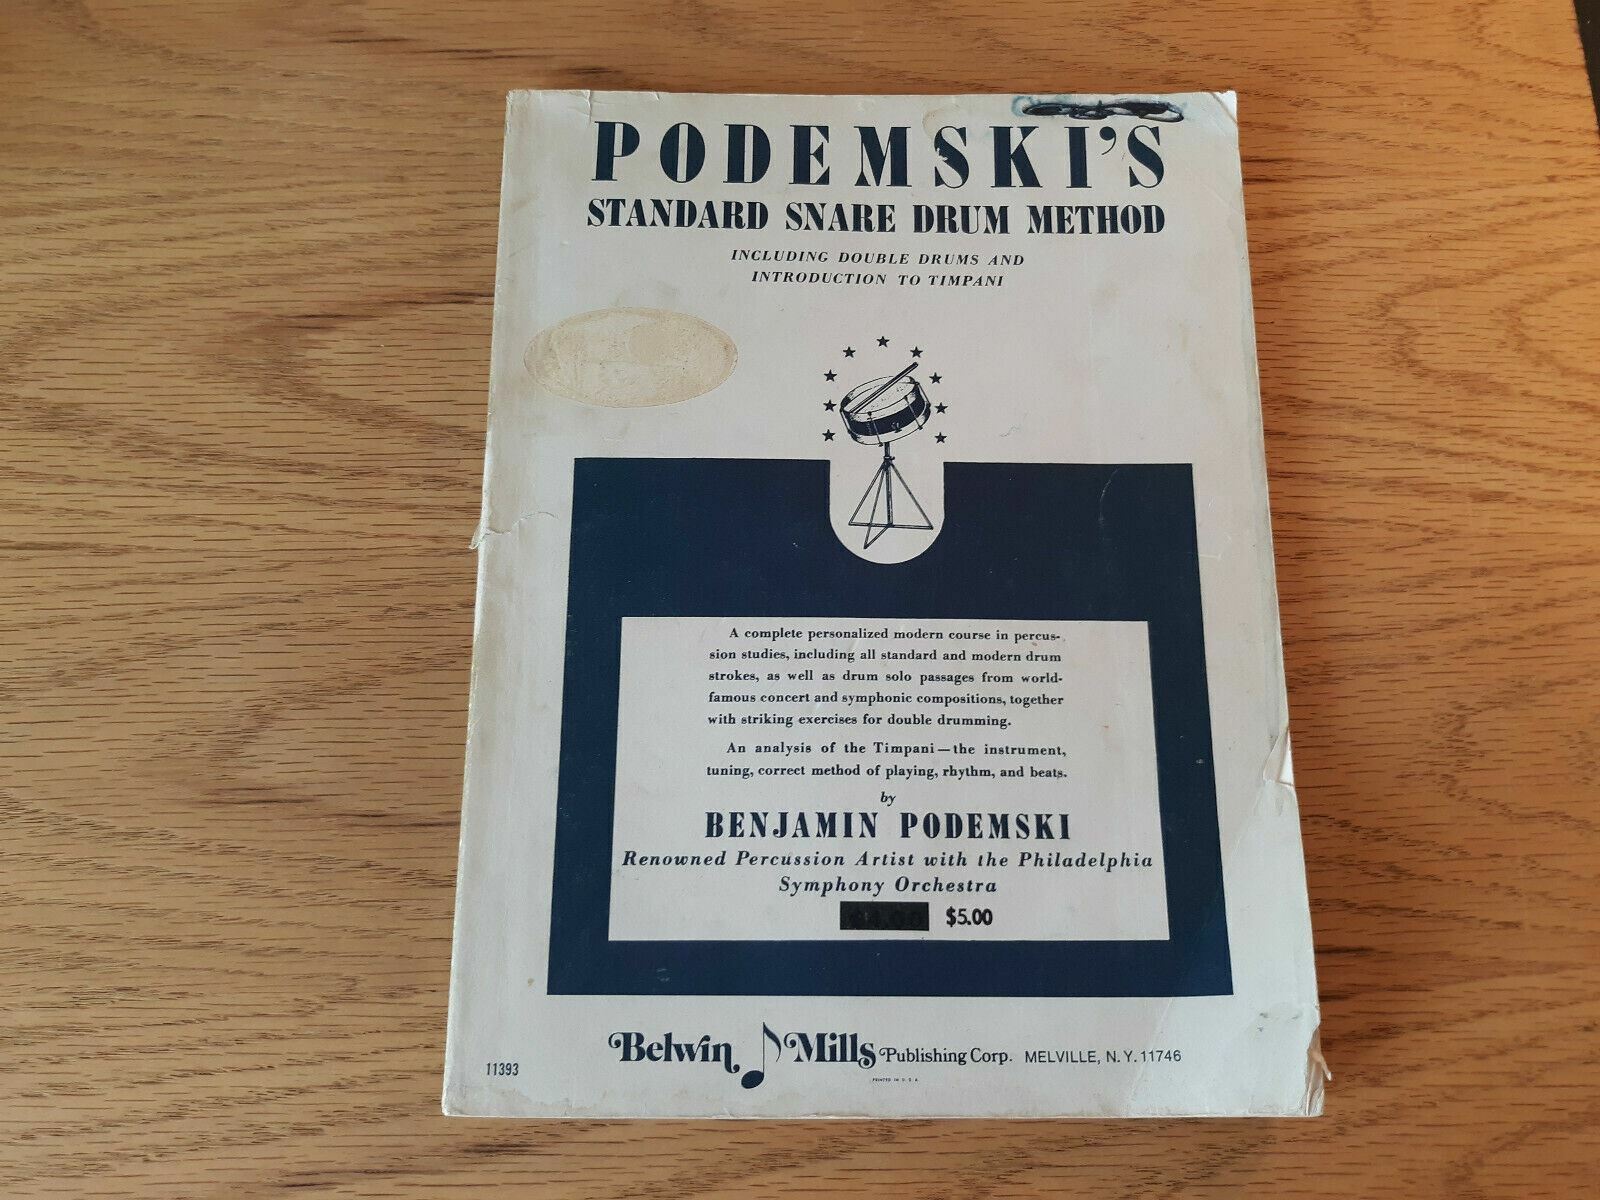 PODEMSKI'S
STANDARD SNARE DRUM METHOD
INCLUDING DOUBLE DRUMS AND
INTRODUCTION TO TIMPANI
A complete personalized modern course in percus-
sion studies, including all standard and modern drum
strokes, as well as drum solo passages from world-
famous concert and symphonic compositions, together
with striking exercises for double drumming.
An analysis of the Timpani—the instrument,
tuning, correct method of playing, rhythm, and beats.
by
BENJAMIN PODEMSKI
Renowned Percussion Artist with the Philadelphia
Symphony Orchestra
$5.00
Belwin Mills Publishing Corp. MELVILLE, N. Y. 11746
PRINTED IN U. S. A.
11393